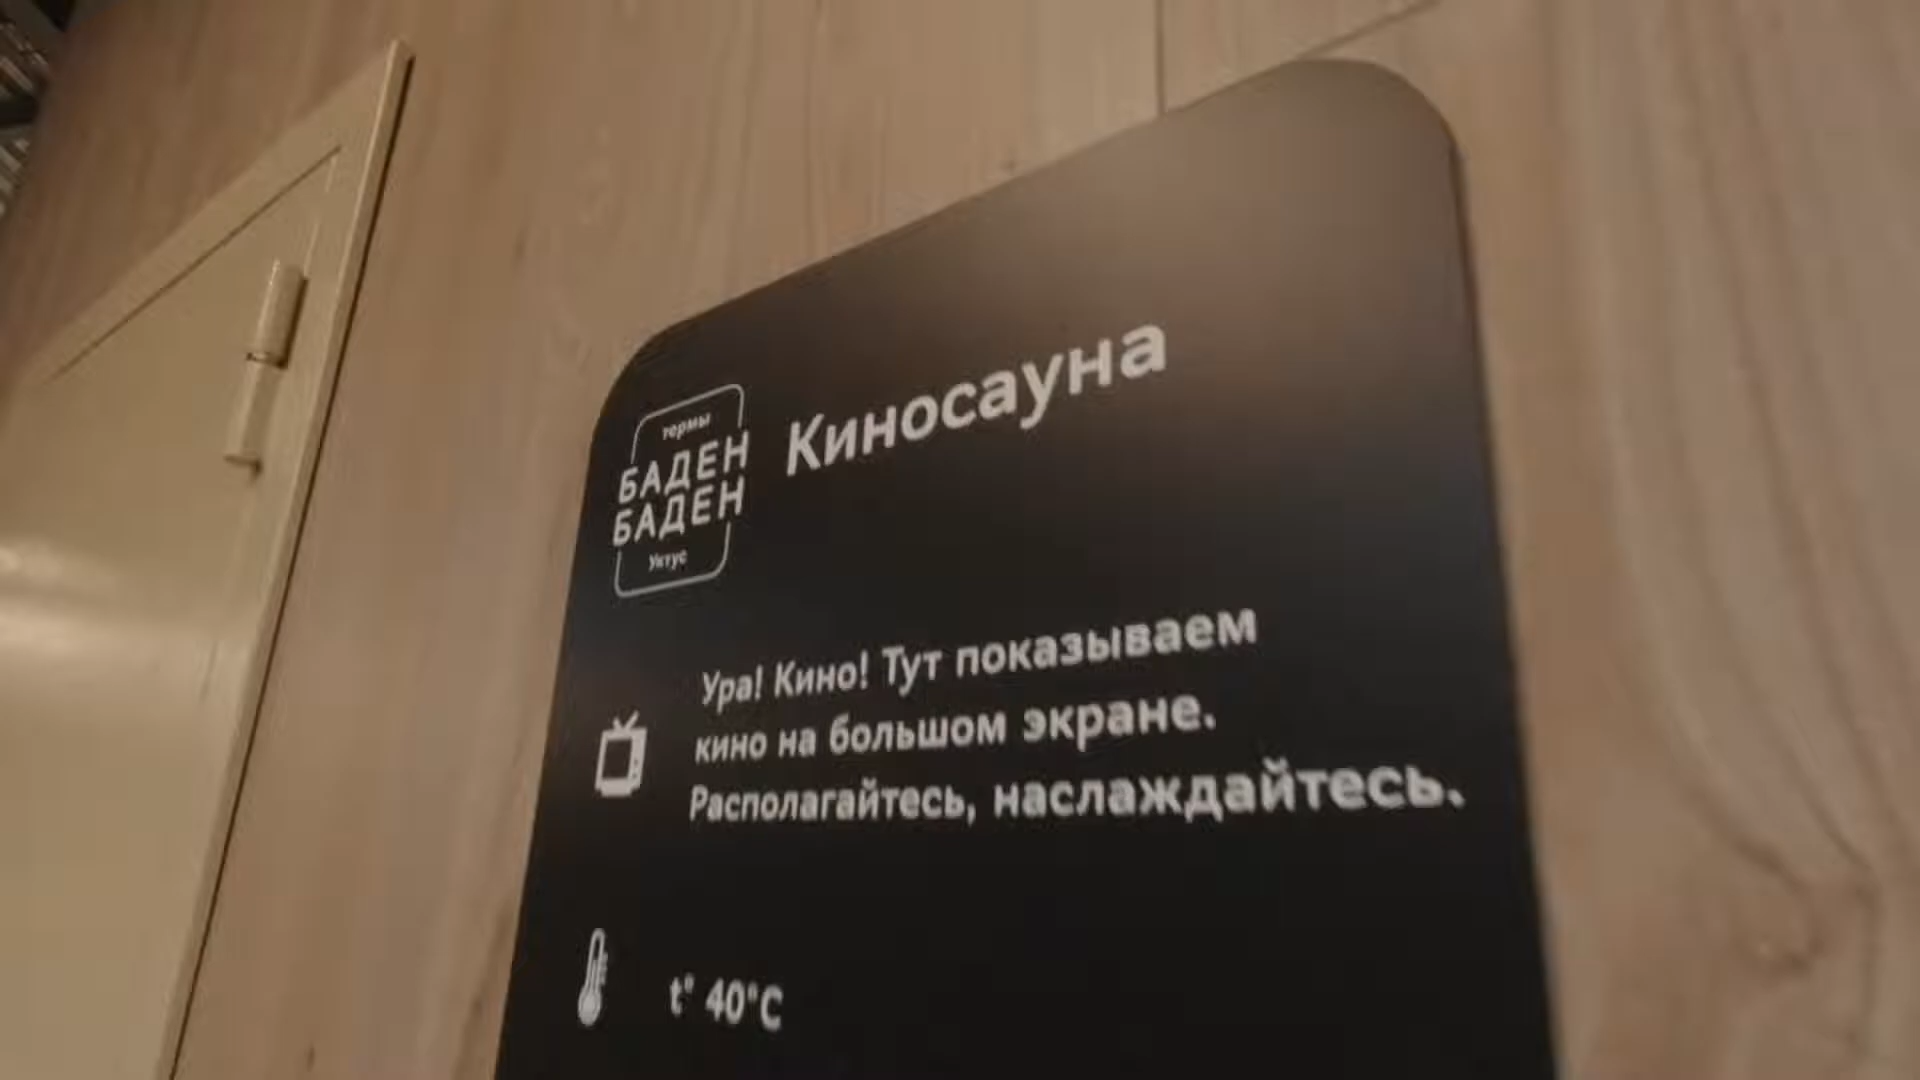 Киносауна
термы
БАДЕН
БАДЕН
Уктус
Ура! Кино! Тут показываем
кино на большом экране.
Располагайтесь, наслаждайтесь.
t° 40°C